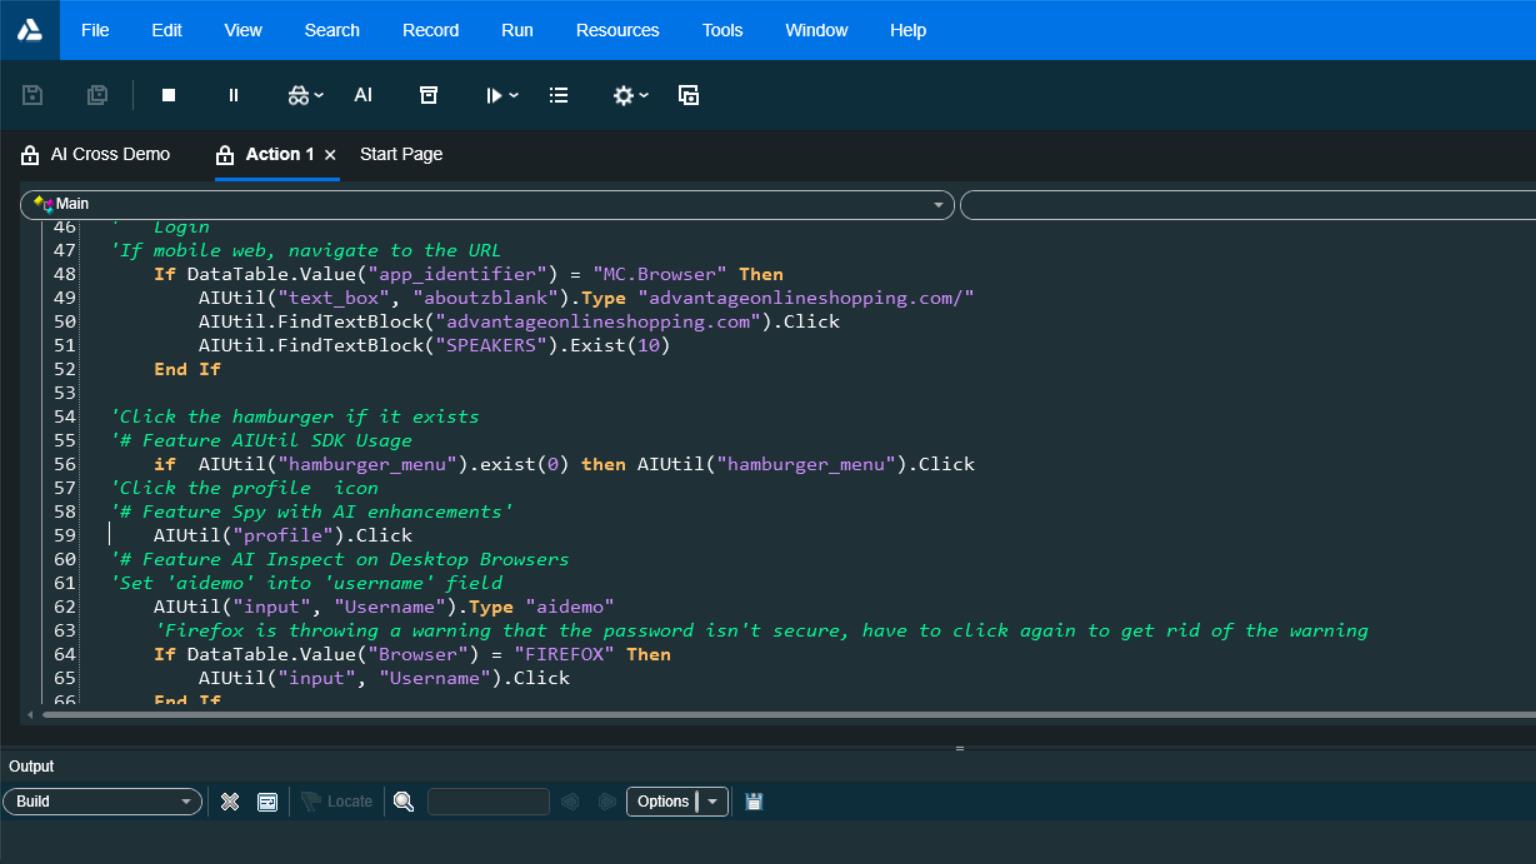 File Edit View Search Record Run Resources Tools Window Help
AI
AI Cross Demo Action 1 × Start Page
Main
46 ' Login
47 'If mobile web, navigate to the URL
48 If DataTable.Value("app_identifier") = "MC.Browser" Then
49 AIUtil("text_box", "aboutzblank").Type "advantageonlineshopping.com/"
50 AIUtil.FindTextBlock("advantageonlineshopping.com").Click
51 AIUtil.FindTextBlock("SPEAKERS").Exist(10)
52 End If
53
54 'Click the hamburger if it exists
55 '# Feature AIUtil SDK Usage
56 if  AIUtil("hamburger_menu").exist(0) then AIUtil("hamburger_menu").Click
57 'Click the profile  icon
58 '# Feature Spy with AI enhancements'
59 AIUtil("profile").Click
60 '# Feature AI Inspect on Desktop Browsers
61 'Set 'aidemo' into 'username' field
62 AIUtil("input", "Username").Type "aidemo"
63 'Firefox is throwing a warning that the password isn't secure, have to click again to get rid of the warning
64 If DataTable.Value("Browser") = "FIREFOX" Then
65 AIUtil("input", "Username").Click
66 End If
Output
Build Locate Options